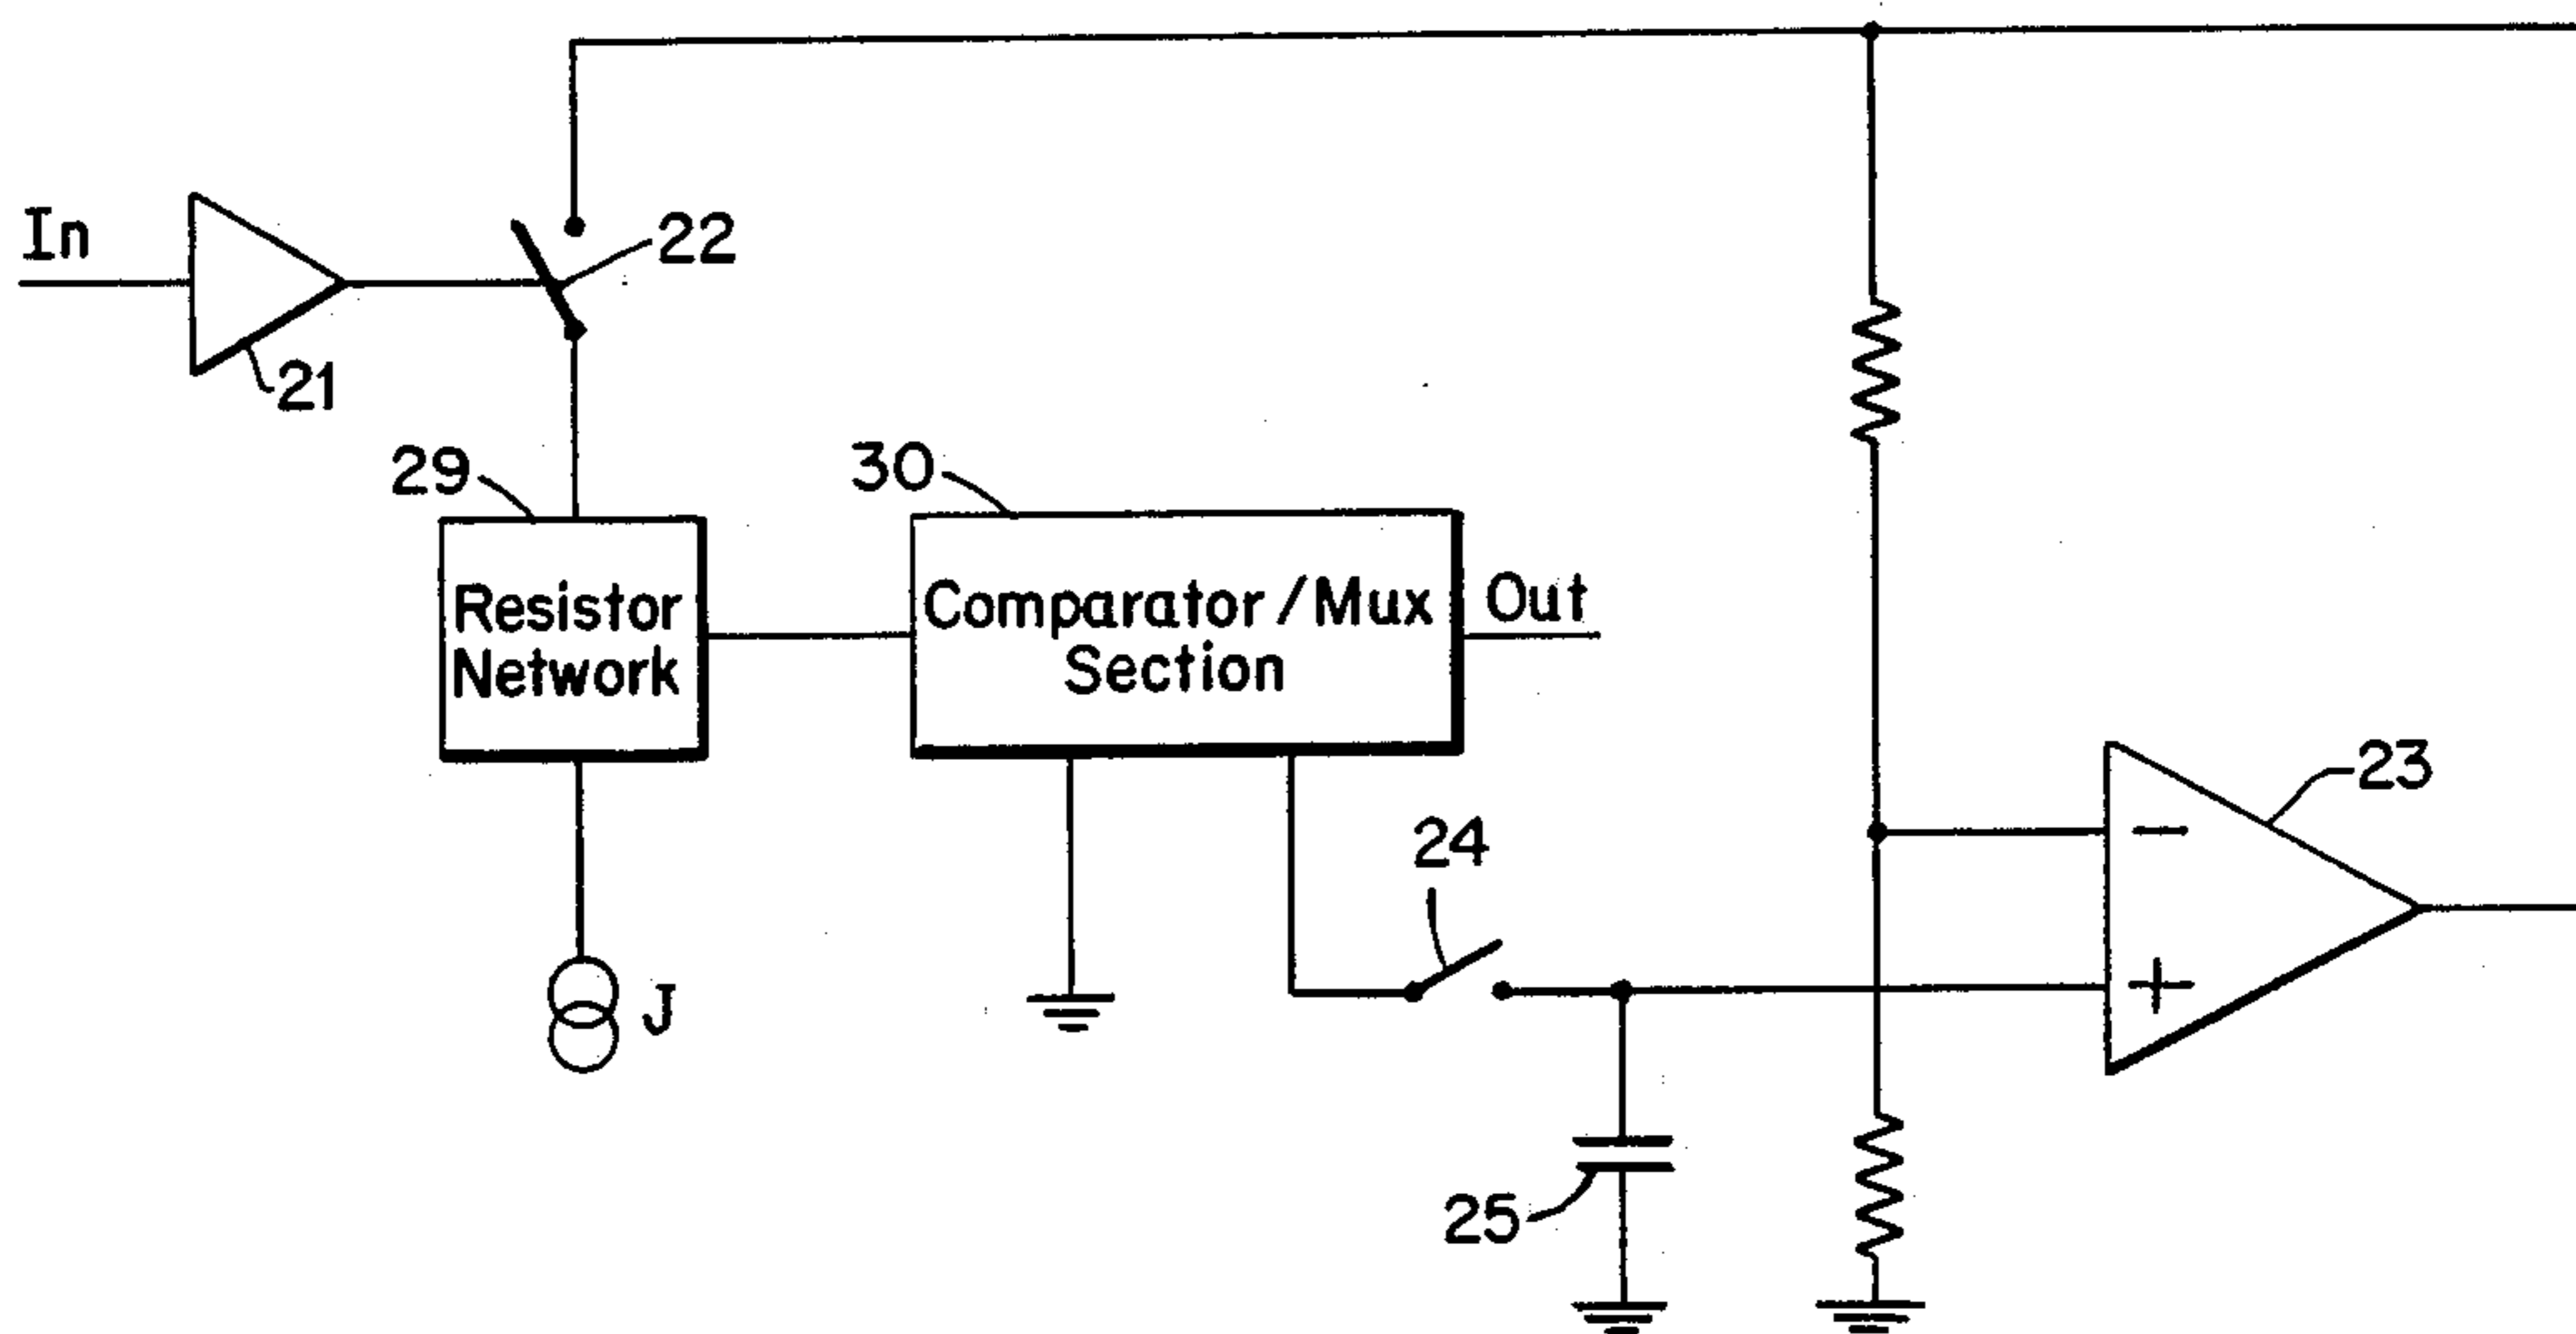 In
22
21
29
30
Resistor
Network
Comparator/Mux
Section
Out
23
24
J
25
−
+